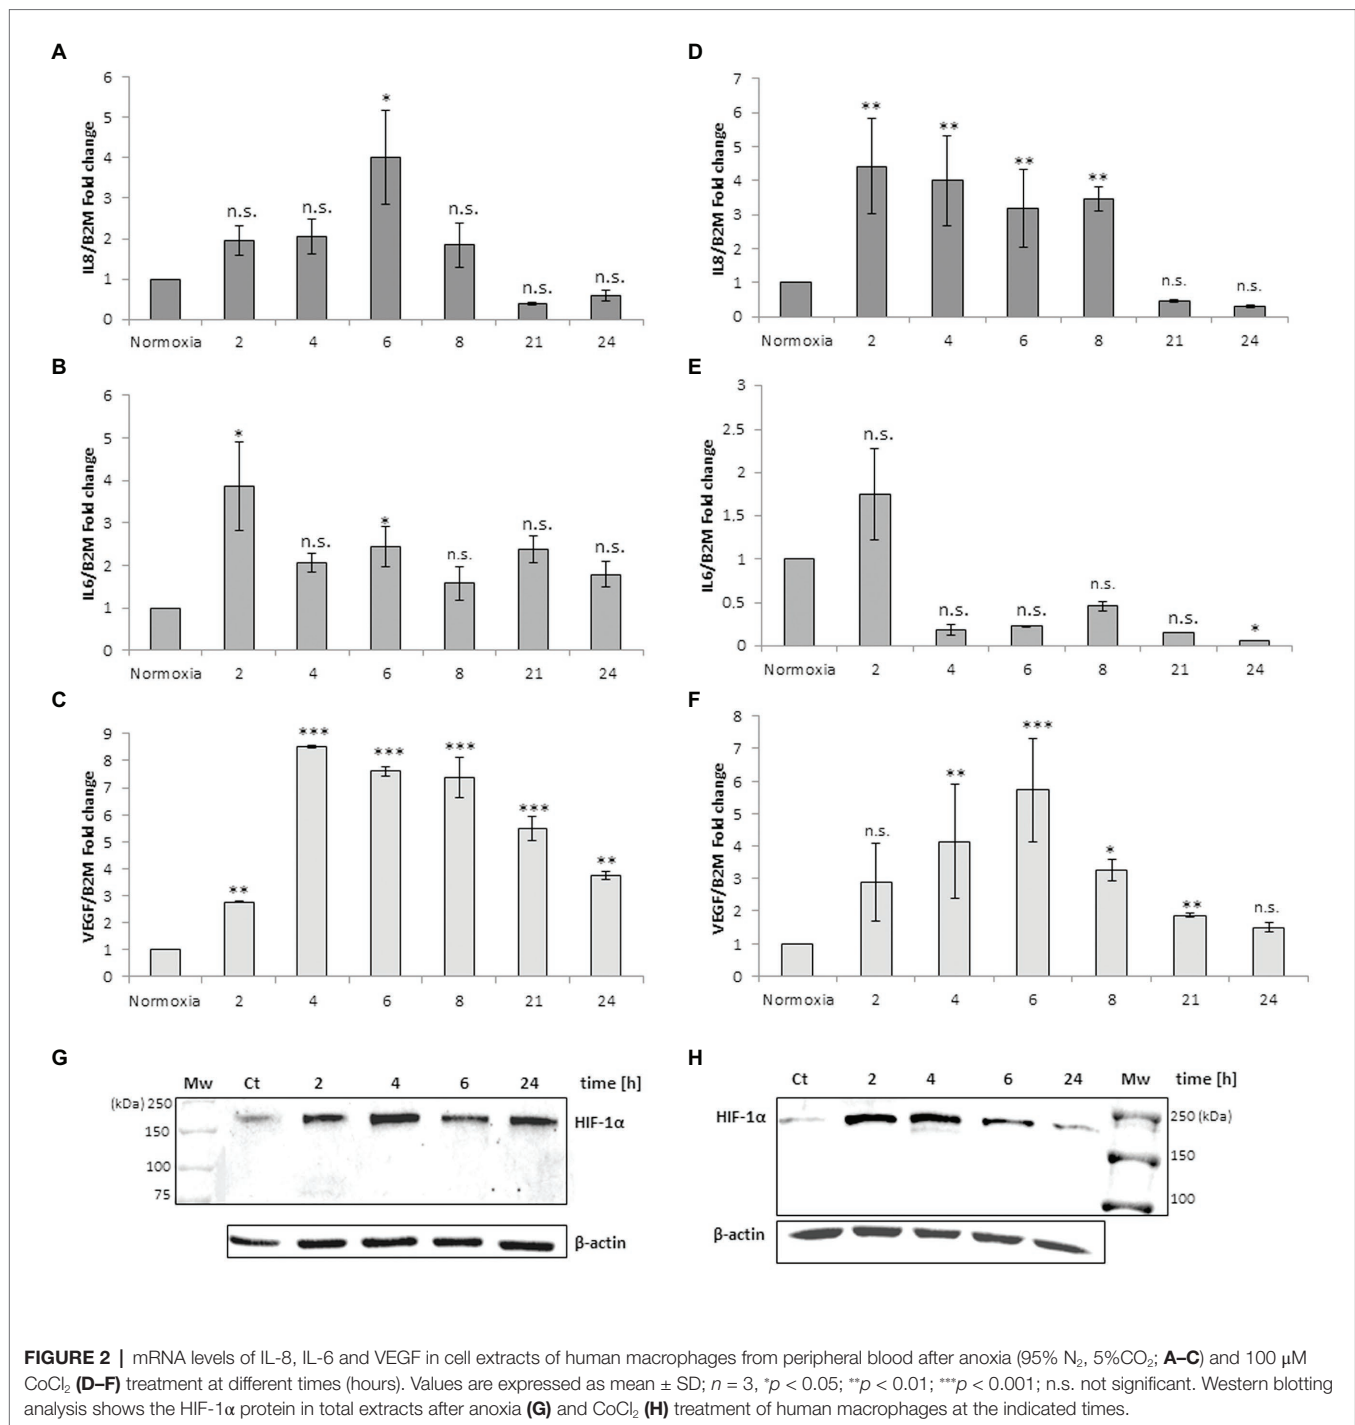 A
IL8/B2M Fold change
6
5
4
3
2
1
0
n.s.
n.s.
*
n.s.
n.s.
n.s.
Normoxia 2 4 6 8 21 24
D
IL8/B2M Fold change
7
6
5
4
3
2
1
0
**
**
**
**
n.s.
n.s.
Normoxia 2 4 6 8 21 24
B
IL6/B2M Fold change
6
5
4
3
2
1
0
*
n.s.
*
n.s.
n.s.
n.s.
Normoxia 2 4 6 8 21 24
E
IL6/B2M Fold change
3
2.5
2
1.5
1
0.5
0
n.s.
n.s.
n.s.
n.s.
n.s.
*
Normoxia 2 4 6 8 21 24
C
VEGF/B2M Fold change
9
8
7
6
5
4
3
2
1
0
**
***
***
***
***
**
Normoxia 2 4 6 8 21 24
F
VEGF/B2M Fold change
8
7
6
5
4
3
2
1
0
n.s.
**
***
*
**
n.s.
Normoxia 2 4 6 8 21 24
G
Mw Ct 2 4 6 24 time [h]
(kDa) 250
150
100
75
HIF-1α
β-actin
H
Ct 2 4 6 24 Mw time [h]
HIF-1α
250 (kDa)
150
100
β-actin
FIGURE 2 | mRNA levels of IL-8, IL-6 and VEGF in cell extracts of human macrophages from peripheral blood after anoxia (95% N₂, 5%CO₂; A–C) and 100 μM
CoCl₂ (D–F) treatment at different times (hours). Values are expressed as mean ± SD; n = 3, *p < 0.05; **p < 0.01; ***p < 0.001; n.s. not significant. Western blotting
analysis shows the HIF-1α protein in total extracts after anoxia (G) and CoCl₂ (H) treatment of human macrophages at the indicated times.